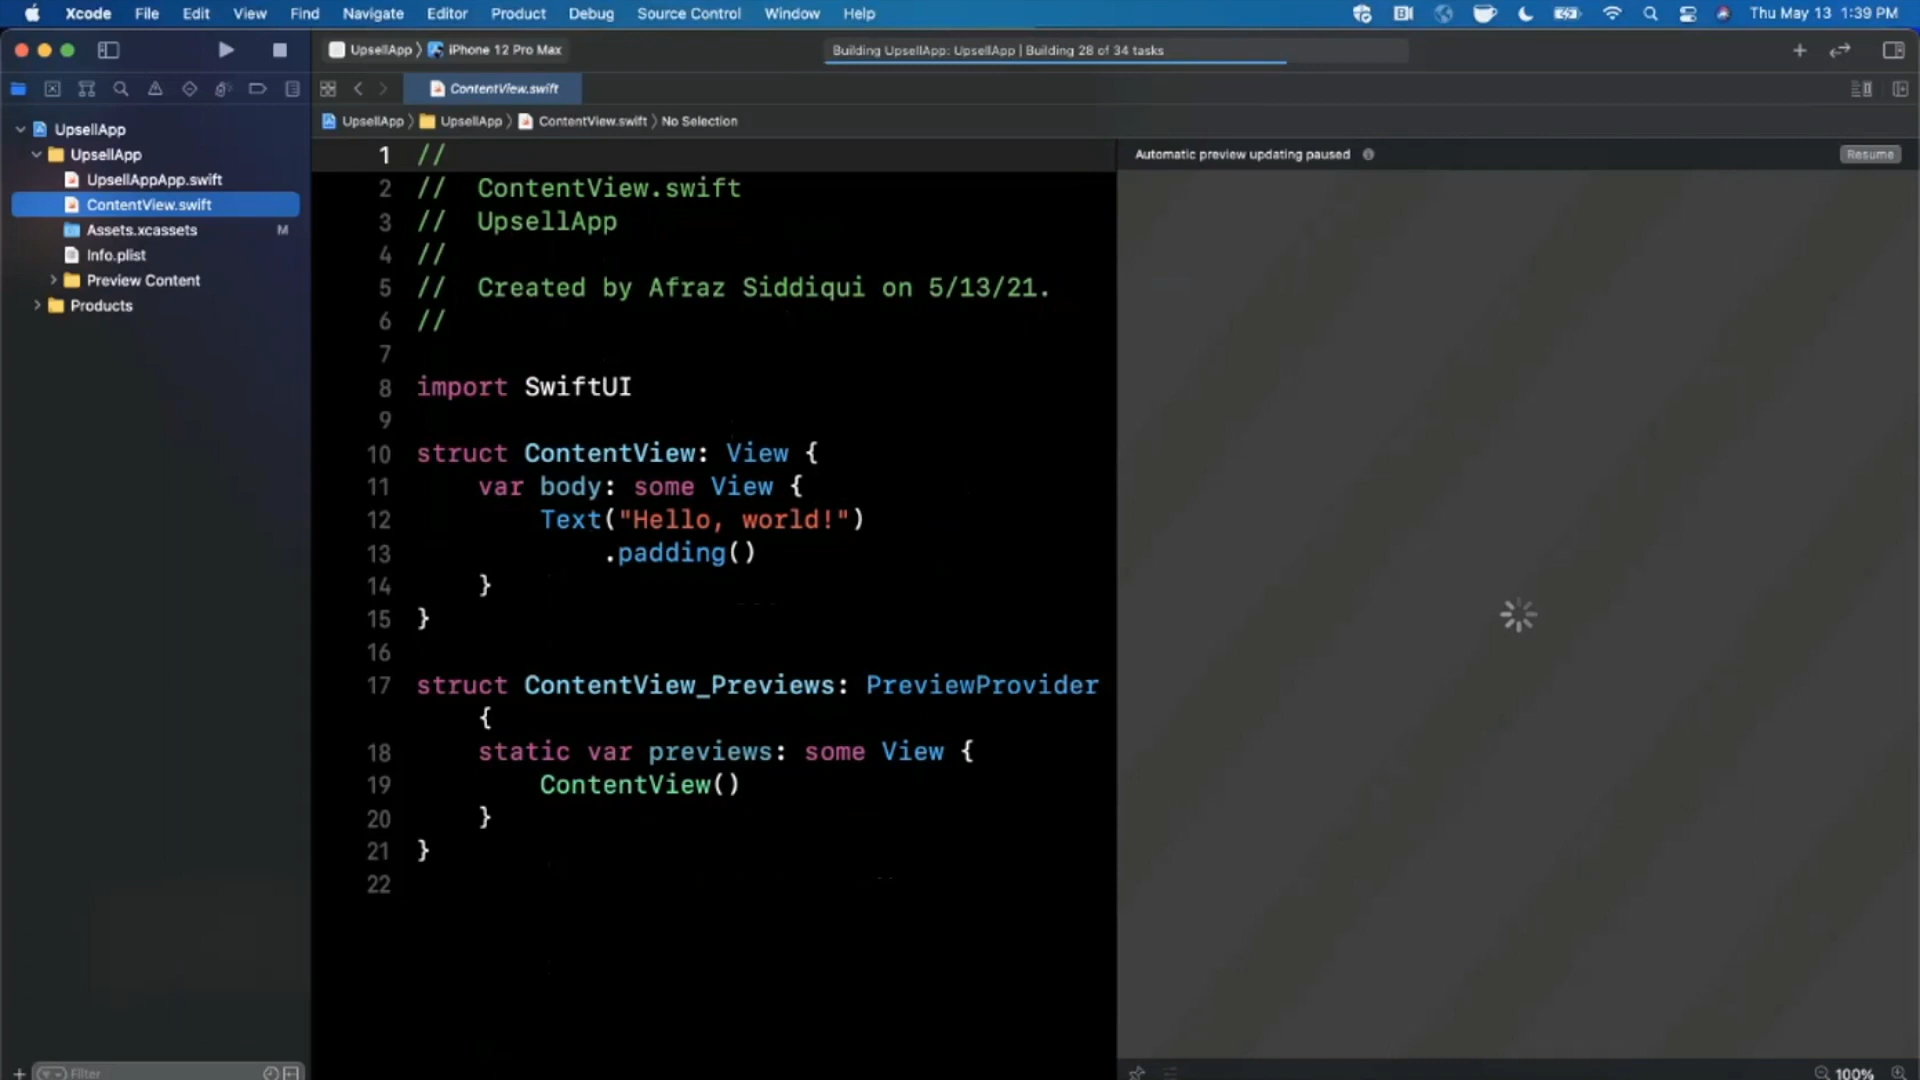 Xcode File Edit View Find Navigate Editor Product Debug Source Control Window Help Thu May 13 1:39 PM
UpsellApp iPhone 12 Pro Max Building UpsellApp: UpsellApp | Building 28 of 34 tasks
ContentView.swift
UpsellApp UpsellApp ContentView.swift No Selection
UpsellApp
UpsellApp
UpsellAppApp.swift
ContentView.swift
Assets.xcassets M
Info.plist
Preview Content
Products
Filter
1 //
2 // ContentView.swift
3 // UpsellApp
4 //
5 // Created by Afraz Siddiqui on 5/13/21.
6 //
7
8 import SwiftUI
9
10 struct ContentView: View {
11 var body: some View {
12 Text("Hello, world!")
13 .padding()
14 }
15 }
16
17 struct ContentView_Previews: PreviewProvider
{
18 static var previews: some View {
19 ContentView()
20 }
21 }
22
Automatic preview updating paused Resume
100%